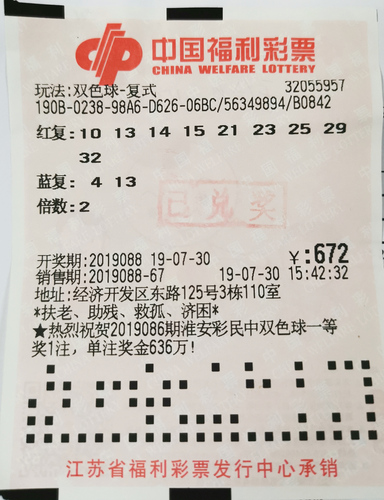 中国福利彩票
CHINA WELFARE LOTTERY
玩法:双色球-复式 32055957
190B-0238-98A6-D626-06BC/56349894/B0842
红复: 10 13 14 15 21 23 25 29
32
蓝复: 4 13
倍数: 2
已兑奖
开奖期:2019088 19-07-30 ¥:672
销售期:2019088-67 19-07-30 15:42:32
地址:经济开发区东路125号3栋110室
*扶老、助残、救孤、济困*
★热烈祝贺2019086期淮安彩民中双色球一等
奖1注，单注奖金636万!
江苏省福利彩票发行中心承销